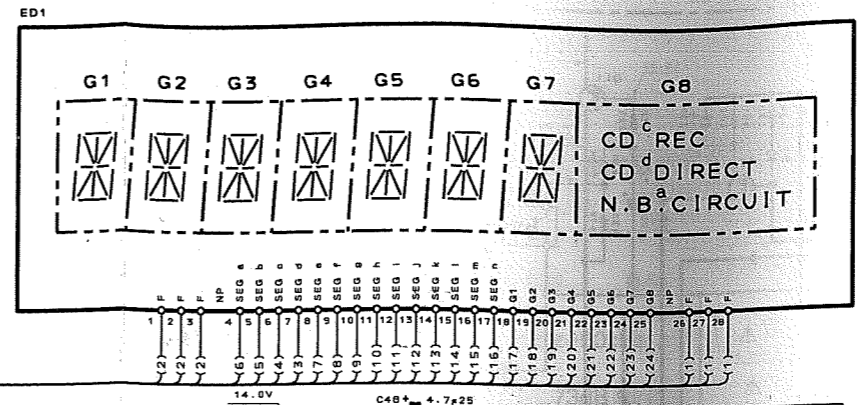 ED1
G1 G2 G3 G4 G5 G6 G7 G8
CD c REC
CD d DIRECT
N.B. a CIRCUIT
F F F NP SEG a SEG b SEG c SEG d SEG e SEG f SEG g SEG h SEG i SEG j SEG k SEG l SEG m SEG n G1 G2 G3 G4 G5 G6 G7 G8 NP F F F
1 2 3 4 5 6 7 8 9 10 11 12 13 14 15 16 17 18 19 20 21 22 23 24 25 26 27 28
(2) (2) (2) (6) (5) (4) (3) (7) (8) (9) (10) (11) (12) (13) (14) (15) (16) (17) (18) (19) (20) (21) (22) (23) (24) (1) (1) (1)
14.0V
C48 + 4.7 25